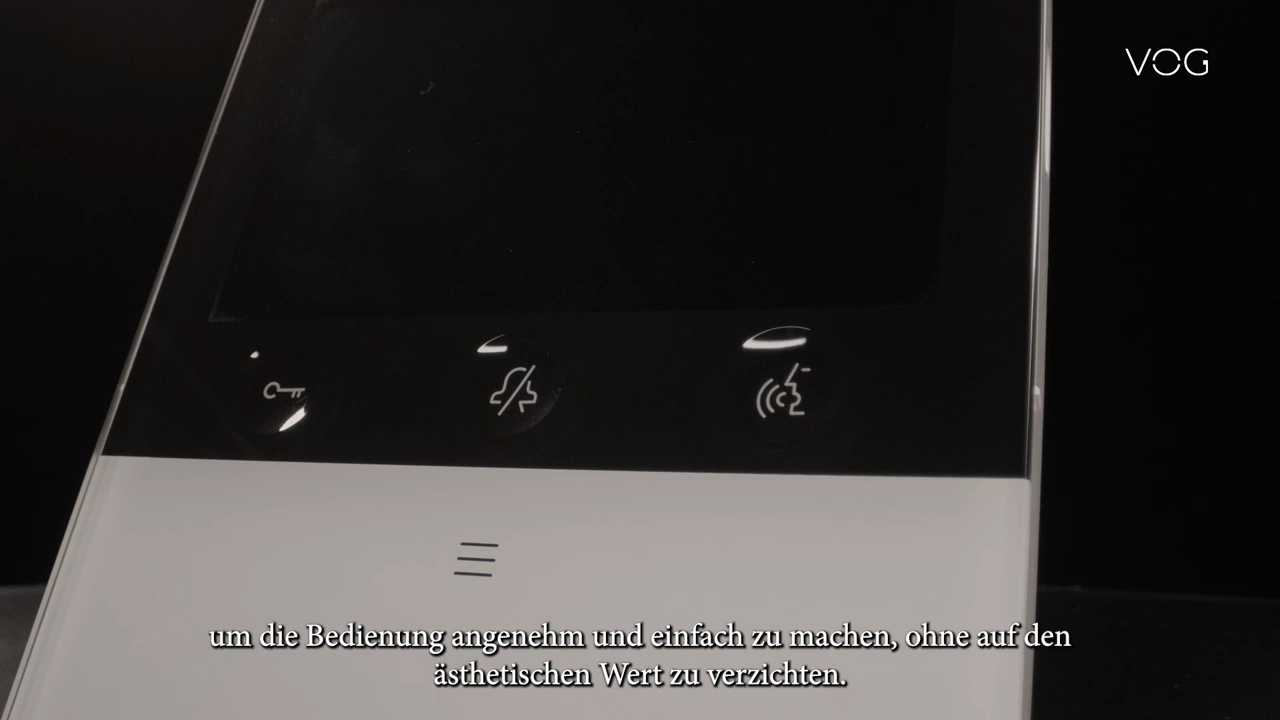 VOG
um die Bedienung angenehm und einfach zu machen, ohne auf den
ästhetischen Wert zu verzichten.